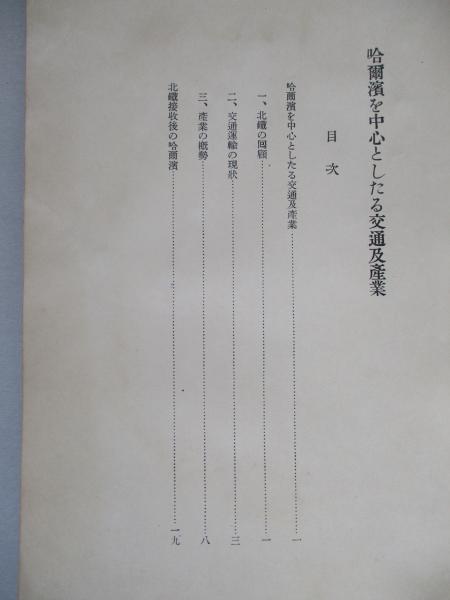 哈爾濱を中心としたる交通及產業
目次
哈爾濱を中心としたる交通及產業……一
一、北鐵の回顧……一
二、交通運輸の現狀……三
三、產業の概勢……八
北鐵接收後の哈爾濱……一九